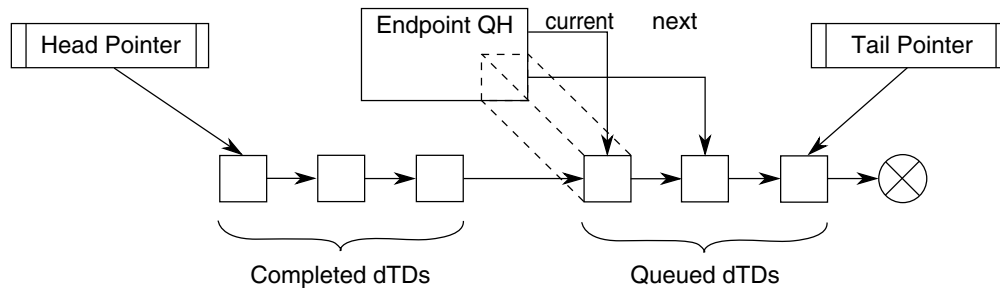 Head Pointer
Endpoint QH
current
next
Tail Pointer
Completed dTDs
Queued dTDs